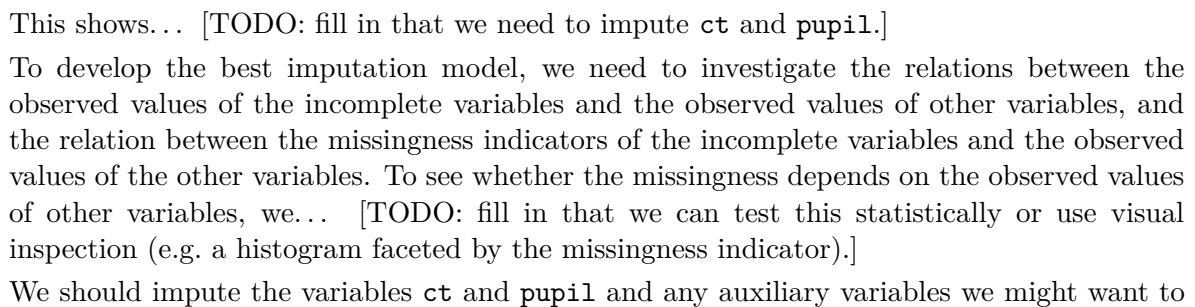 This shows... [TODO: fill in that we need to impute ct and pupil.]
To develop the best imputation model, we need to investigate the relations between the
observed values of the incomplete variables and the observed values of other variables, and
the relation between the missingness indicators of the incomplete variables and the observed
values of the other variables. To see whether the missingness depends on the observed values
of other variables, we... [TODO: fill in that we can test this statistically or use visual
inspection (e.g. a histogram faceted by the missingness indicator).]
We should impute the variables ct and pupil and any auxiliary variables we might want to